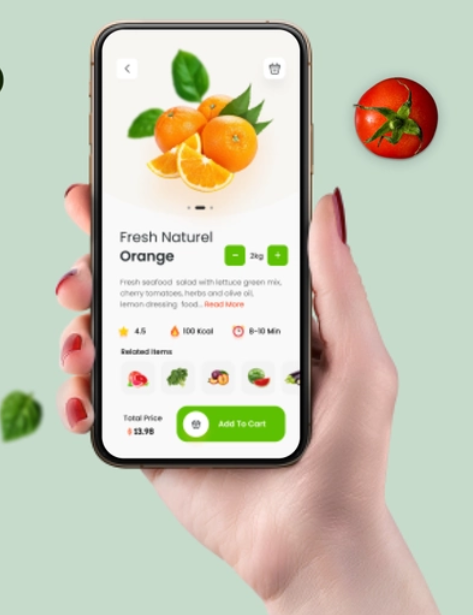 Fresh Naturel
Orange
2kg
Fresh seafood salad with lettuce green mix,
cherry tomatoes, herbs and olive oil,
lemon dressing food... Read More
4.5
100 Kcal
8-10 Min
Related Items
Total Price
$ 13.98
Add To Cart